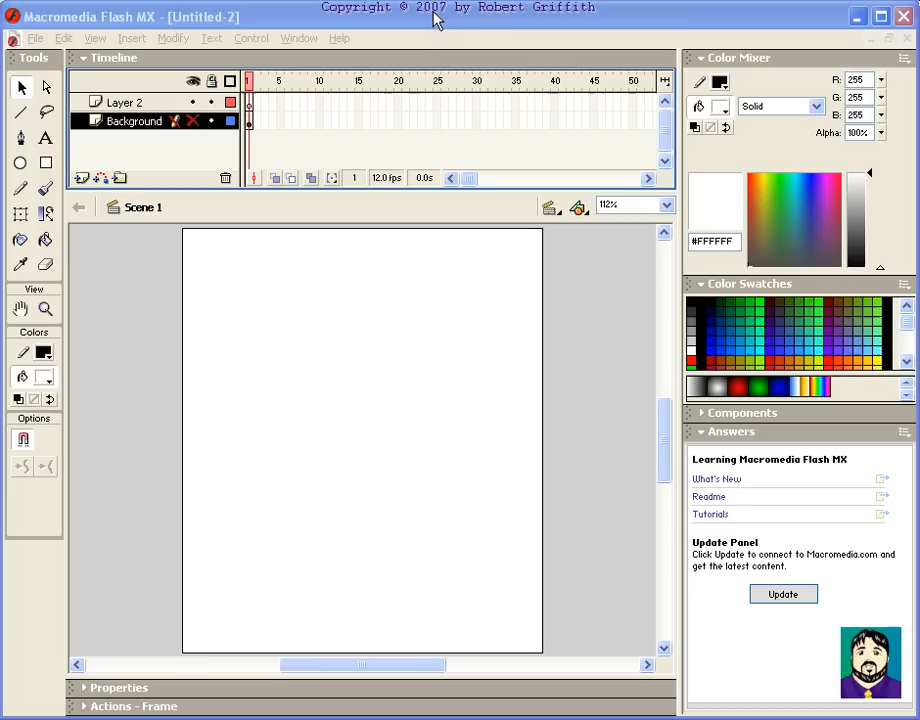 Copyright © 2007 by Robert Griffith
Macromedia Flash MX - [Untitled-2]
File Edit View Insert Modify Text Control Window Help
Tools
Timeline
Color Mixer
1 5 10 15 20 25 30 35 40 45 50
R: 255
Layer 2
Solid
G: 255
Background
B: 255
Alpha: 100%
1 12.0 fps 0.0s
Scene 1
112%
#FFFFFF
View
Color Swatches
Colors
Components
Options
Answers
Learning Macromedia Flash MX
What's New
Readme
Tutorials
Update Panel
Click Update to connect to Macromedia.com and
get the latest content.
Update
Properties
Actions - Frame